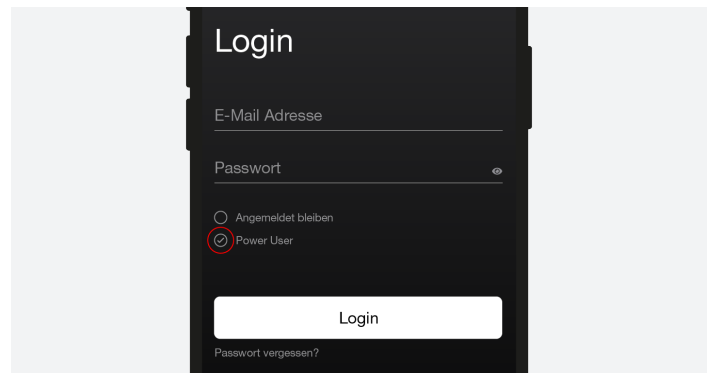 Login
E-Mail Adresse
Passwort
Angemeldet bleiben
Power User
Login
Passwort vergessen?